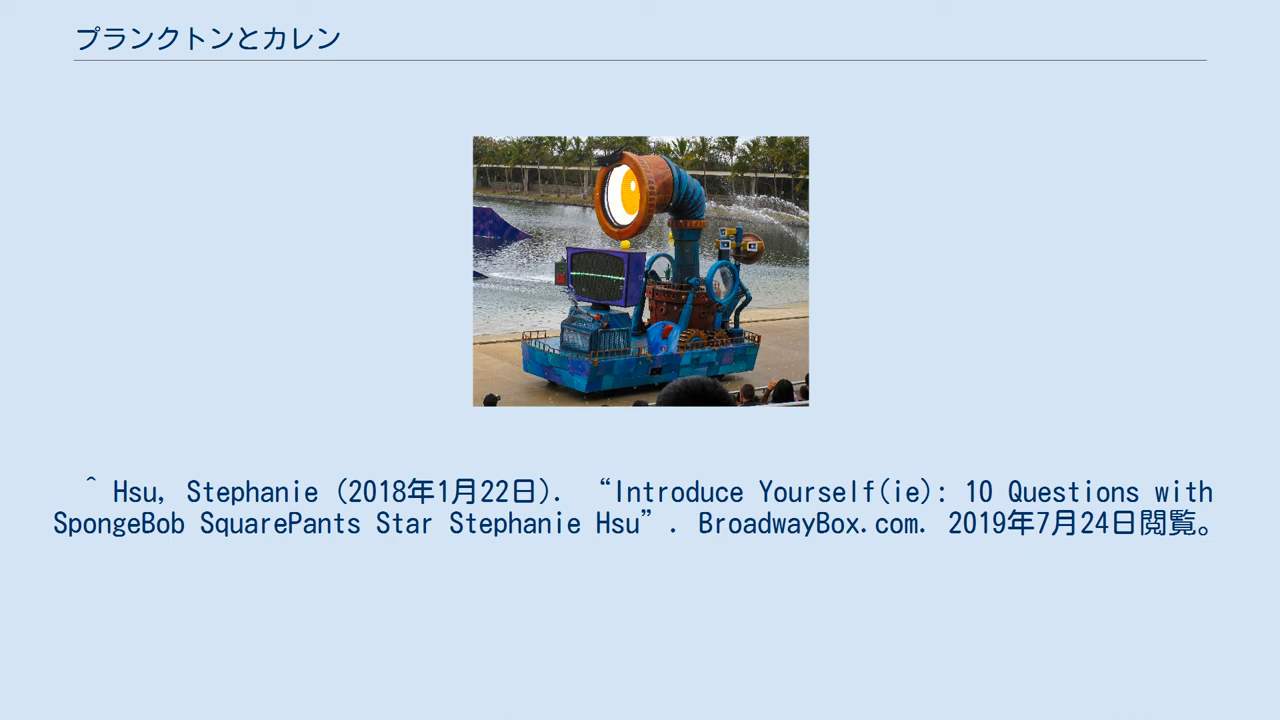 プランクトンとカレン
^ Hsu, Stephanie (2018年1月22日). “Introduce Yourself(ie): 10 Questions with
SpongeBob SquarePants Star Stephanie Hsu”. BroadwayBox.com. 2019年7月24日閲覧。